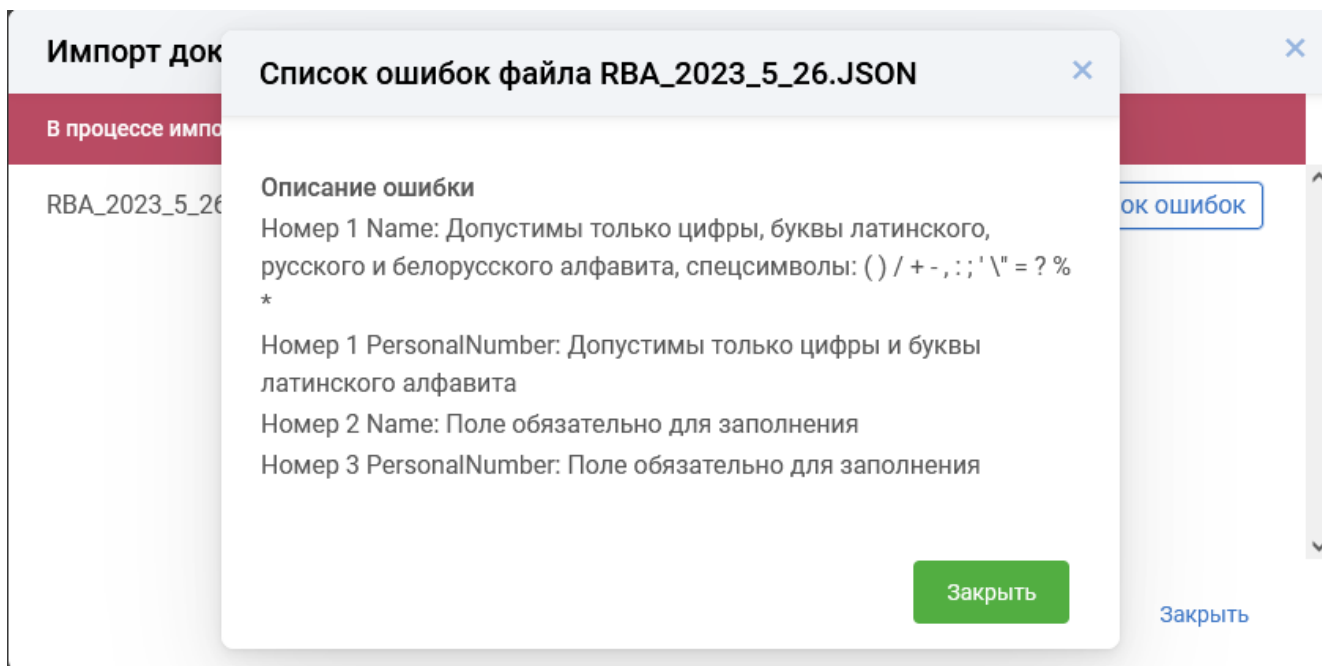 Импорт док
Список ошибок файла RBA_2023_5_26.JSON
В процессе импо
Описание ошибки
RBA_2023_5_26
ок ошибок
Номер 1 Name: Допустимы только цифры, буквы латинского,
русского и белорусского алфавита, спецсимволы: ( ) / + - , : ; ' \" = ? %
*
Номер 1 PersonalNumber: Допустимы только цифры и буквы
латинского алфавита
Номер 2 Name: Поле обязательно для заполнения
Номер 3 PersonalNumber: Поле обязательно для заполнения
Закрыть
Закрыть